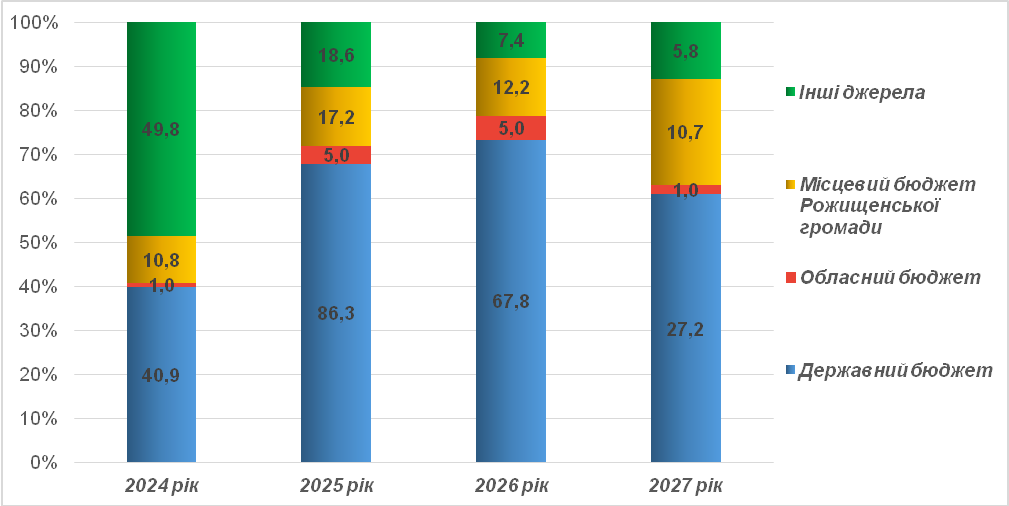 100%
90%
80%
70%
60%
50%
40%
30%
20%
10%
0%
49,8
10,8
1,0
40,9
18,6
17,2
5,0
86,3
7,4
12,2
5,0
67,8
5,8
10,7
1,0
27,2
2024 рік
2025 рік
2026 рік
2027 рік
Інші джерела
Місцевий бюджет
Рожищенської
громади
Обласний бюджет
Державний бюджет